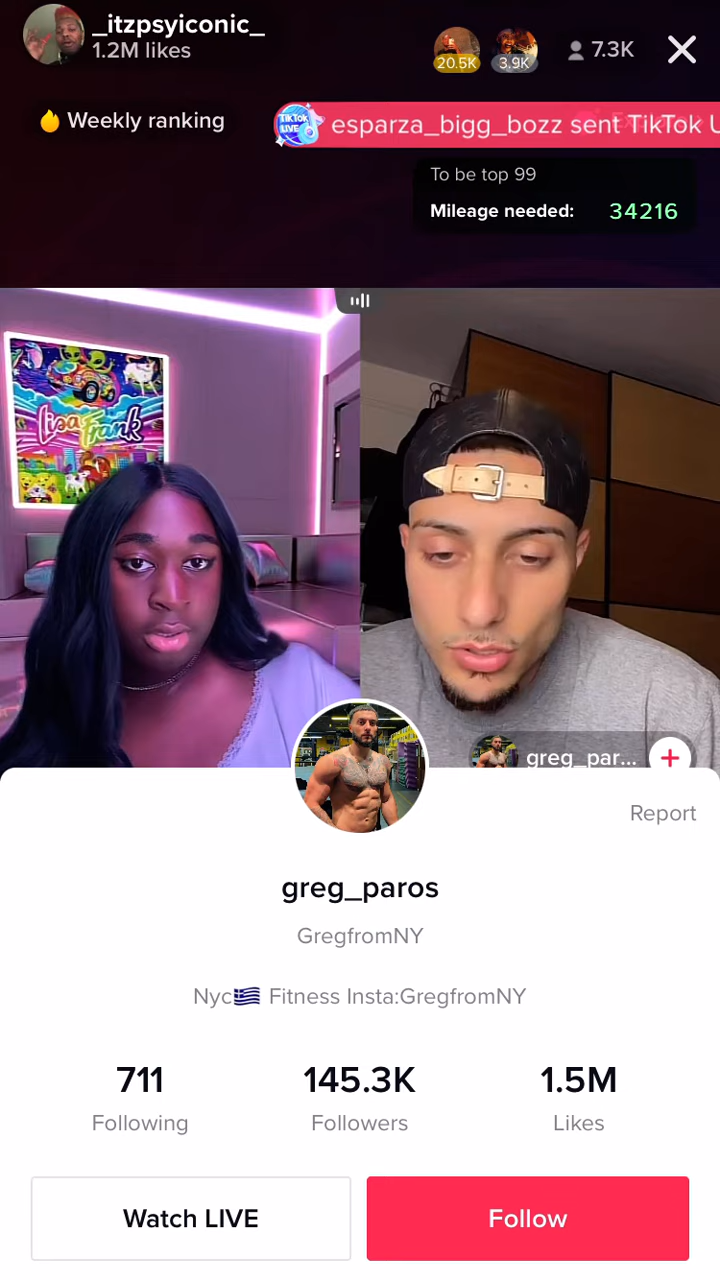 _itzpsyiconic_
1.2M likes
20.5K
3.9K
7.3K
Weekly ranking
TikTok LIVE
esparza_bigg_bozz sent TikTok U
To be top 99
Mileage needed: 34216
Lisa Frank
greg_par...
Report
greg_paros
GregfromNY
Nyc🇬🇷 Fitness Insta:GregfromNY
711
Following
145.3K
Followers
1.5M
Likes
Watch LIVE
Follow